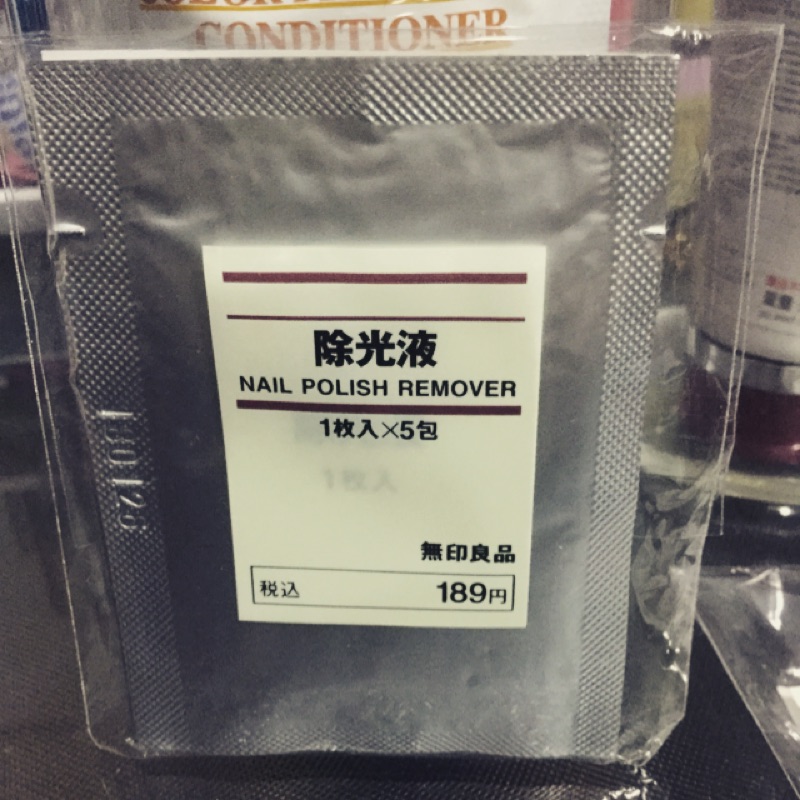 CONDITIONER
除光液
NAIL POLISH REMOVER
1枚入×5包
1枚入
無印良品
税込 189円
130126